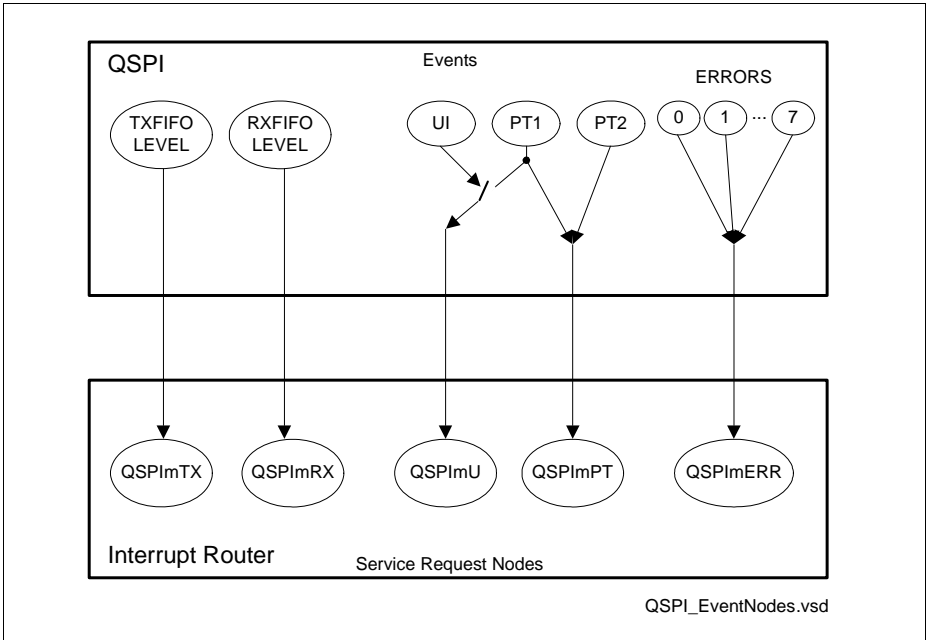 QSPI
Events
ERRORS
TXFIFO
LEVEL
RXFIFO
LEVEL
UI
PT1
PT2
0
1
...
7
QSPImTX
QSPImRX
QSPImU
QSPImPT
QSPImERR
Interrupt Router
Service Request Nodes
QSPI_EventNodes.vsd